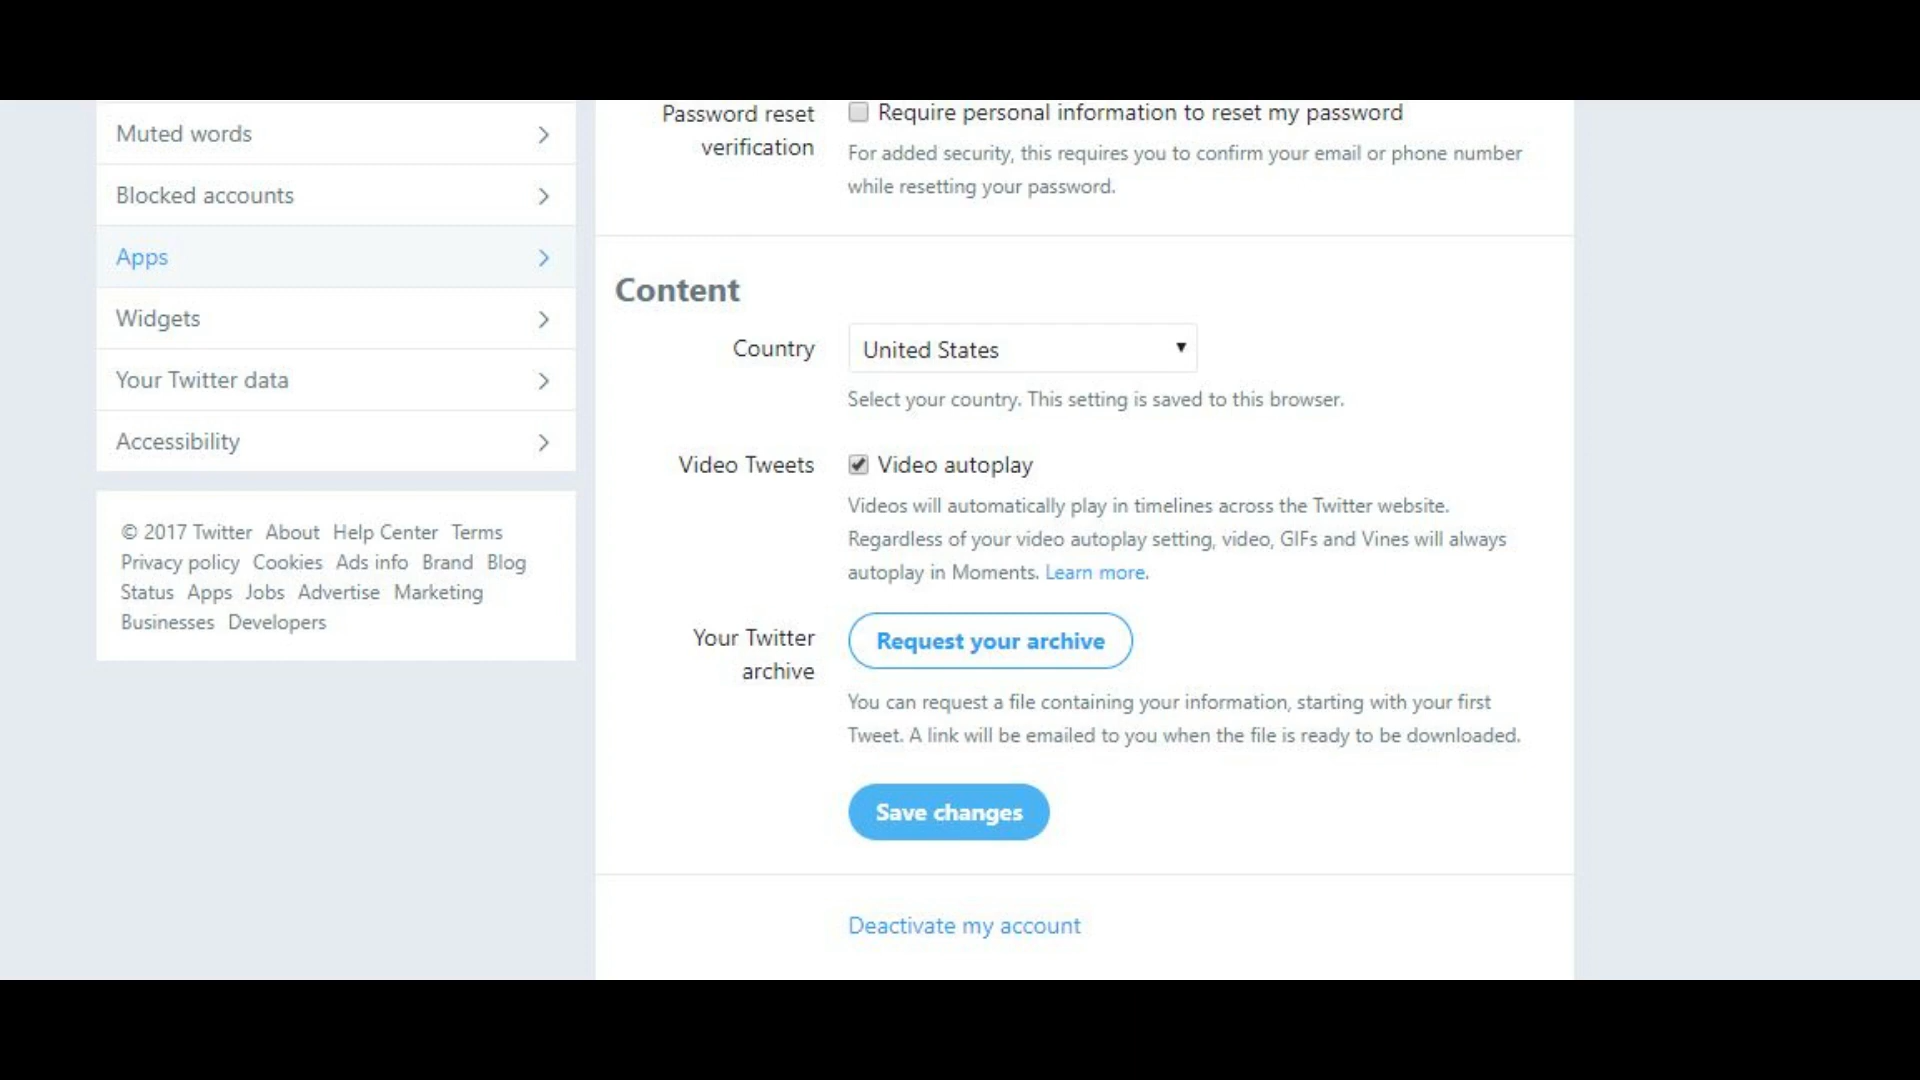 Muted words
Blocked accounts
Apps
Widgets
Your Twitter data
Accessibility
© 2017 Twitter About Help Center Terms
Privacy policy Cookies Ads info Brand Blog
Status Apps Jobs Advertise Marketing
Businesses Developers
Password reset
verification
Require personal information to reset my password
For added security, this requires you to confirm your email or phone number
while resetting your password.
Content
Country
United States
Select your country. This setting is saved to this browser.
Video Tweets
Video autoplay
Videos will automatically play in timelines across the Twitter website.
Regardless of your video autoplay setting, video, GIFs and Vines will always
autoplay in Moments. Learn more.
Your Twitter
archive
Request your archive
You can request a file containing your information, starting with your first
Tweet. A link will be emailed to you when the file is ready to be downloaded.
Save changes
Deactivate my account